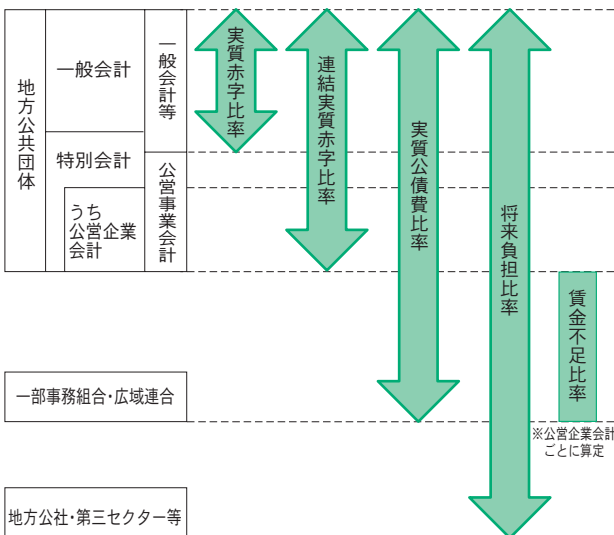 地方公共団体
一般会計
特別会計
うち
公営企業
会計
一般会計等
公営事業会計
実質赤字比率
連結実質赤字比率
実質公債費比率
将来負担比率
賃金不足比率
※公営企業会計
ごとに算定
一部事務組合・広域連合
地方公社・第三セクター等